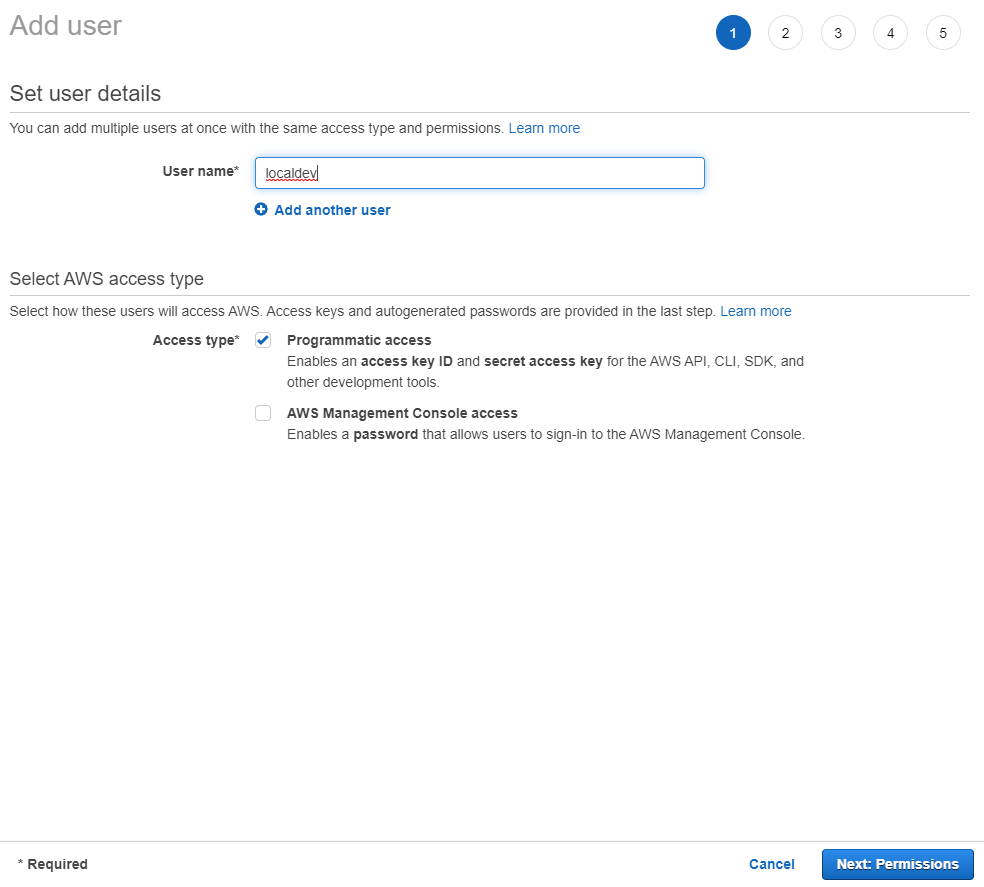 Add user
1 2 3 4 5
Set user details
You can add multiple users at once with the same access type and permissions. Learn more
User name*
localdev
Add another user
Select AWS access type
Select how these users will access AWS. Access keys and autogenerated passwords are provided in the last step. Learn more
Access type*
Programmatic access
Enables an access key ID and secret access key for the AWS API, CLI, SDK, and
other development tools.
AWS Management Console access
Enables a password that allows users to sign-in to the AWS Management Console.
* Required
Cancel
Next: Permissions